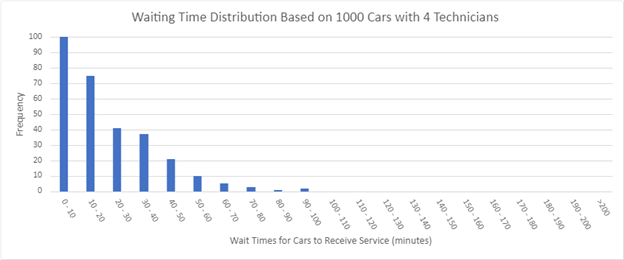 Waiting Time Distribution Based on 1000 Cars with 4 Technicians
Frequency
100
90
80
70
60
50
40
30
20
10
0
0 - 10
10 - 20
20 - 30
30 - 40
40 - 50
50 - 60
60 - 70
70 - 80
80 - 90
90 - 100
100 - 110
110 - 120
120 - 130
130 - 140
140 - 150
150 - 160
160 - 170
170 - 180
180 - 190
190 - 200
>200
Wait Times for Cars to Receive Service (minutes)